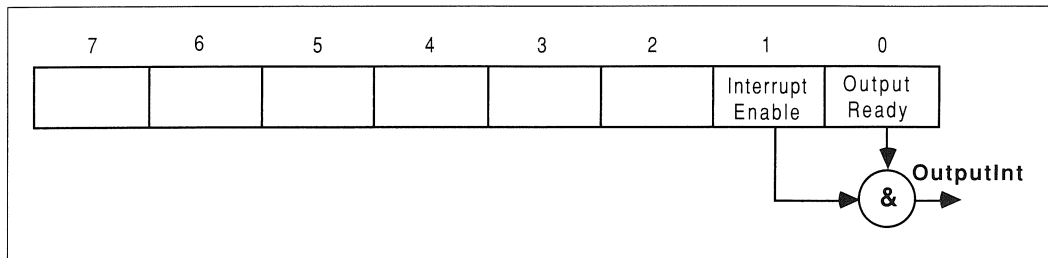 7 6 5 4 3 2 1 0
Interrupt Output
Enable Ready
OutputInt
&